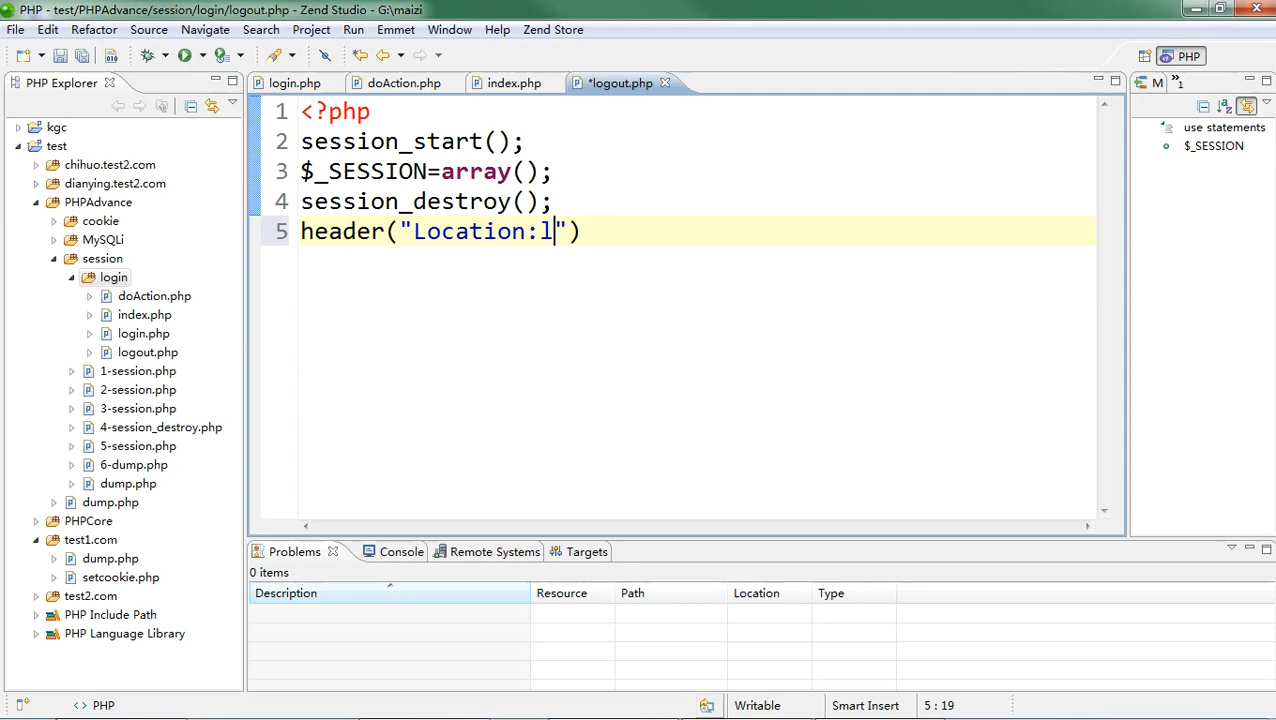 PHP - test/PHPAdvance/session/login/logout.php - Zend Studio - G:\maizi
File Edit Refactor Source Navigate Search Project Run Emmet Window Help Zend Store
PHP
PHP Explorer
login.php doAction.php index.php *logout.php
M »1
kgc
test
chihuo.test2.com
dianying.test2.com
PHPAdvance
cookie
MySQLi
session
login
doAction.php
index.php
login.php
logout.php
1-session.php
2-session.php
3-session.php
4-session_destroy.php
5-session.php
6-dump.php
dump.php
dump.php
PHPCore
test1.com
dump.php
setcookie.php
test2.com
PHP Include Path
PHP Language Library
1 <?php
2 session_start();
3 $_SESSION=array();
4 session_destroy();
5 header("Location:l")
use statements
$_SESSION
Problems Console Remote Systems Targets
0 items
Description Resource Path Location Type
<> PHP Writable Smart Insert 5 : 19